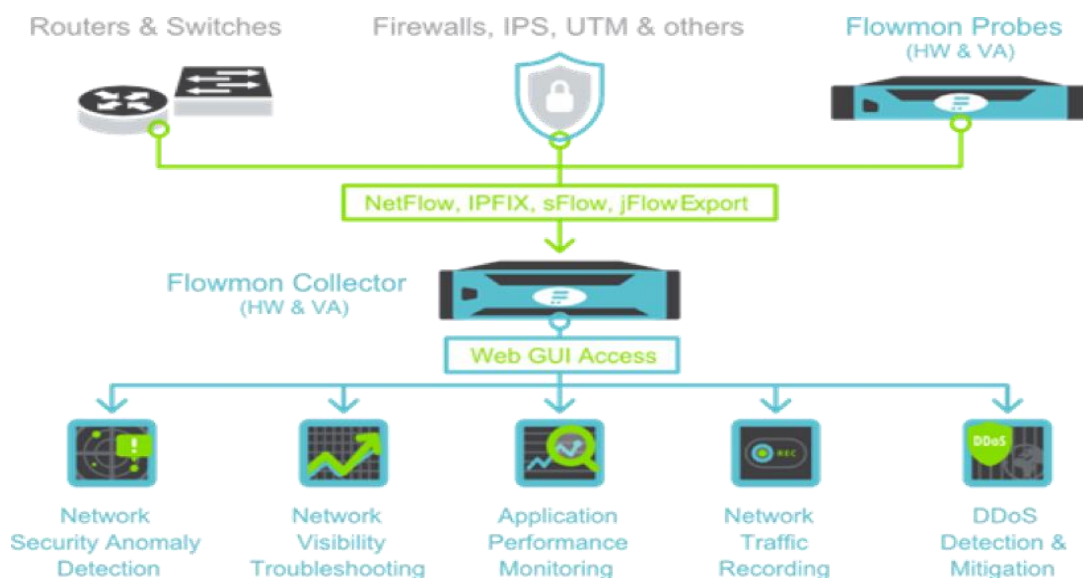 Routers & Switches
Firewalls, IPS, UTM & others
Flowmon Probes
(HW & VA)
NetFlow, IPFIX, sFlow, jFlowExport
Flowmon Collector
(HW & VA)
Web GUI Access
REC
DDoS
Network
Security Anomaly
Detection
Network
Visibility
Troubleshooting
Application
Performance
Monitoring
Network
Traffic
Recording
DDoS
Detection &
Mitigation